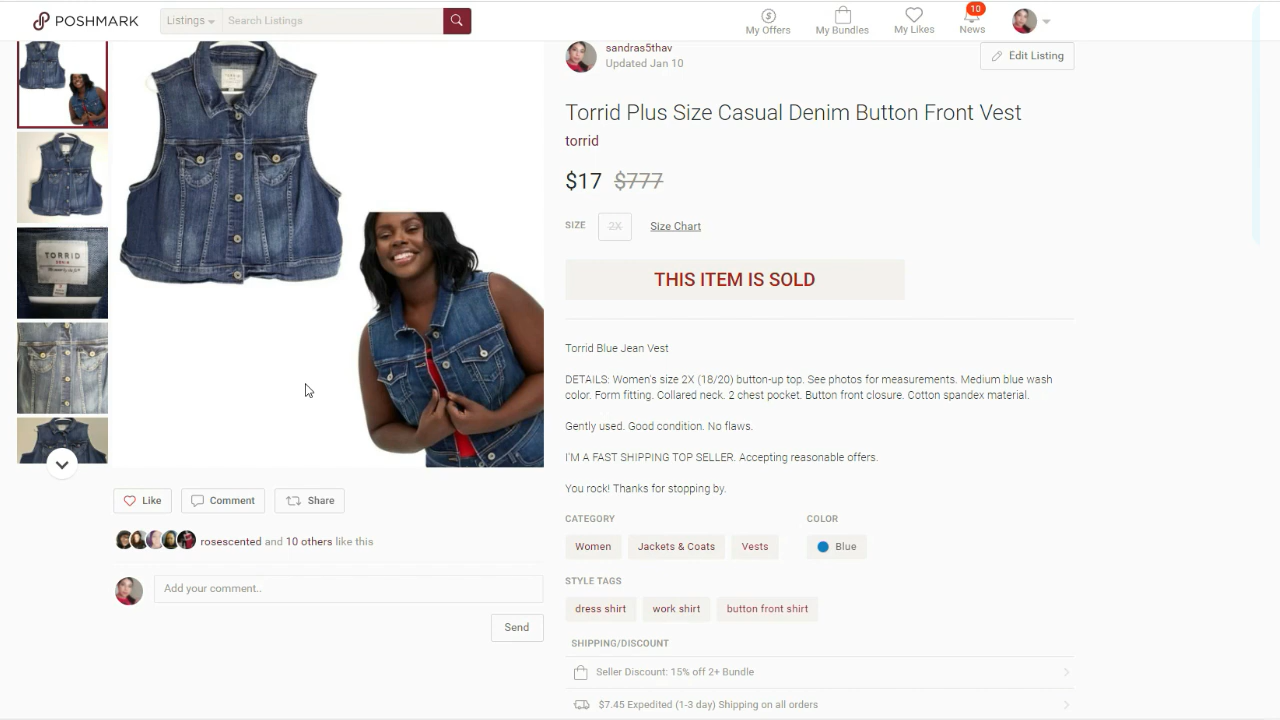 POSHMARK
Listings
Search Listings
My Offers
My Bundles
My Likes
10
News
sandras5thav
Updated Jan 10
Edit Listing
Torrid Plus Size Casual Denim Button Front Vest
torrid
$17 $777
SIZE 2X Size Chart
THIS ITEM IS SOLD
Torrid Blue Jean Vest
DETAILS: Women's size 2X (18/20) button-up top. See photos for measurements. Medium blue wash
color. Form fitting. Collared neck. 2 chest pocket. Button front closure. Cotton spandex material.
Gently used. Good condition. No flaws.
I'M A FAST SHIPPING TOP SELLER. Accepting reasonable offers.
You rock! Thanks for stopping by.
CATEGORY
Women Jackets & Coats Vests
COLOR
Blue
STYLE TAGS
dress shirt work shirt button front shirt
SHIPPING/DISCOUNT
Seller Discount: 15% off 2+ Bundle
$7.45 Expedited (1-3 day) Shipping on all orders
TORRID
TORRID
Like Comment Share
rosescented and 10 others like this
Add your comment..
Send